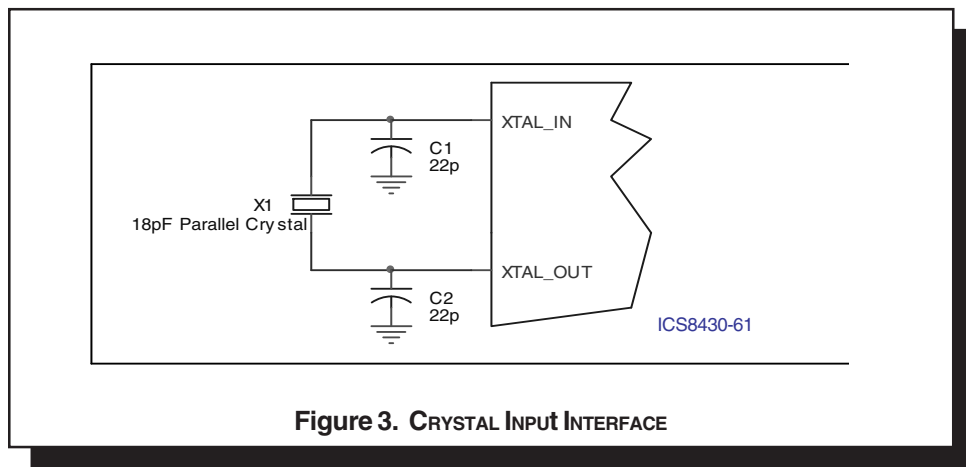 XTAL_IN
C1
22p
X1
18pF Parallel Crystal
XTAL_OUT
C2
22p
ICS8430-61
Figure 3. CRYSTAL INPUt INTERFACE